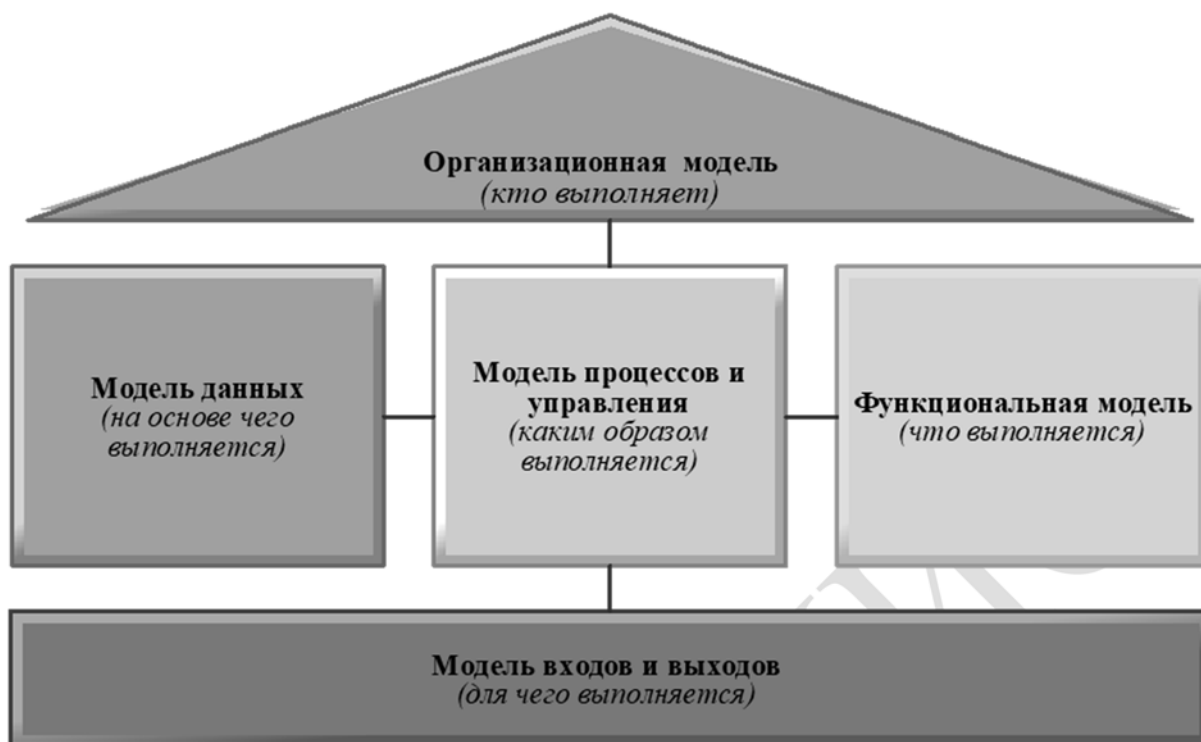 Организационная модель
(кто выполняет)
Модель данных
(на основе чего
выполняется)
Модель процессов и
управления
(каким образом
выполняется)
Функциональная модель
(что выполняется)
Модель входов и выходов
(для чего выполняется)